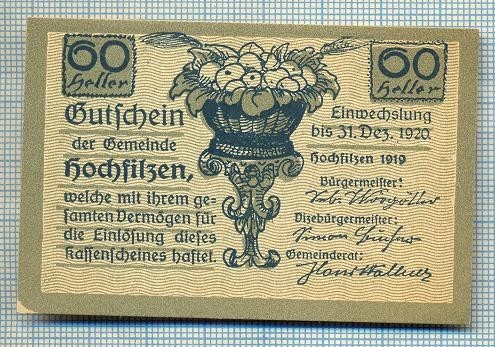 60
Heller
60
Heller
Gutschein
der Gemeinde
Hochfilzen,
welche mit ihrem ge-
samten Vermögen für
die Einlösung dieses
Kassenscheines haftet.
Einwechslung
bis 31. Dez. 1920.
Hochfilzen 1919
Bürgermeister:
Vizebürgermeister:
Simon
Gemeinderat: